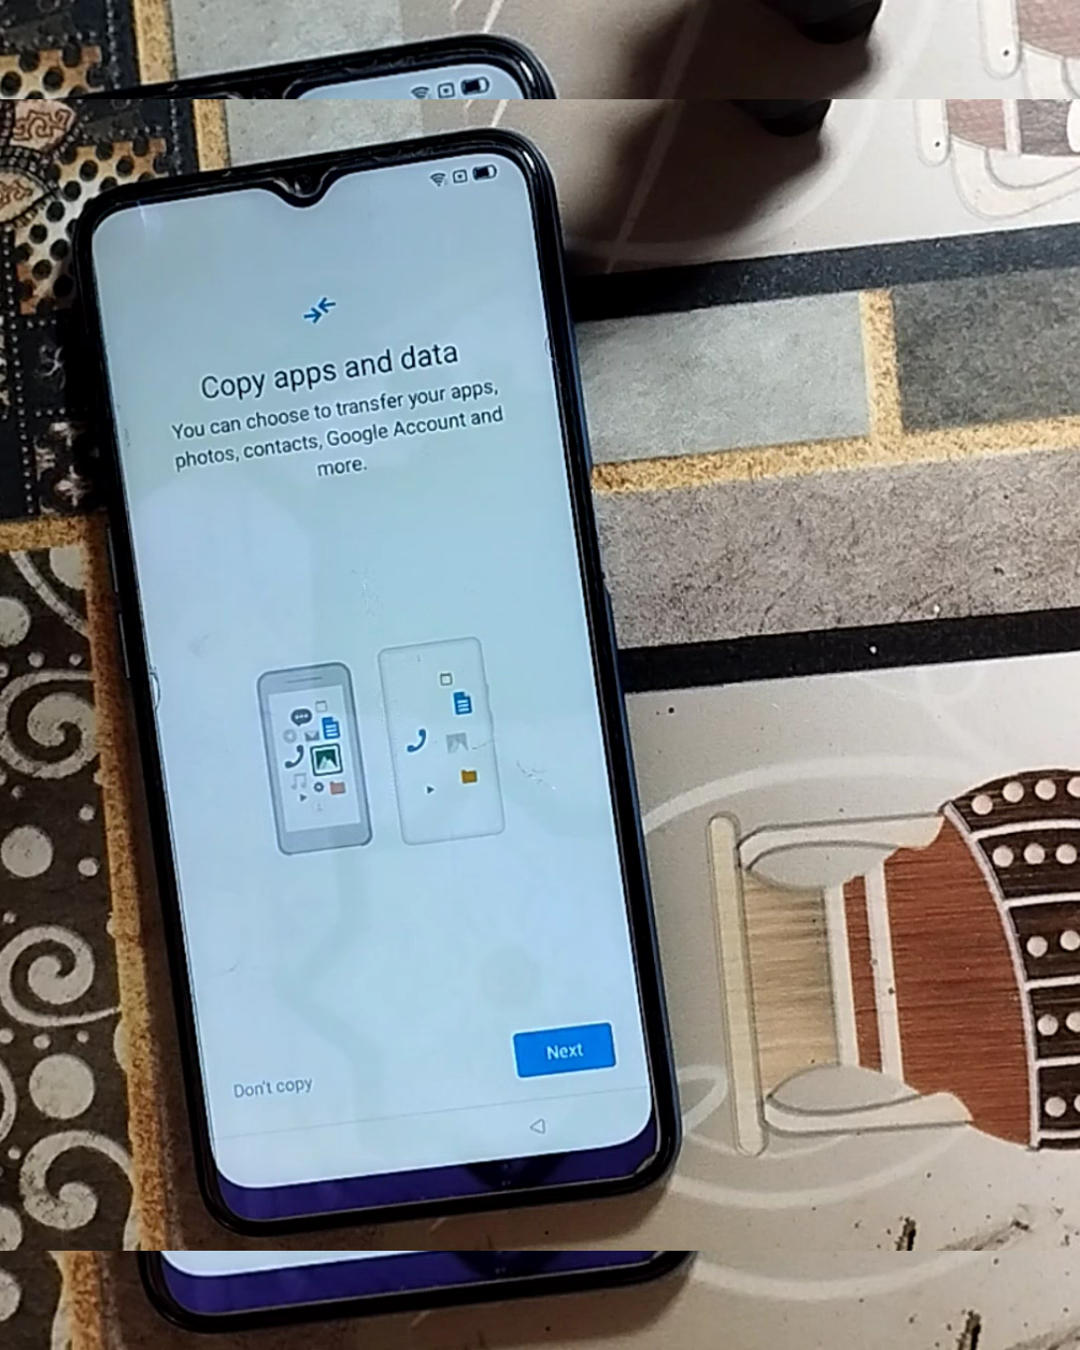 Copy apps and data
You can choose to transfer your apps,
photos, contacts, Google Account and
more.
Don't copy
Next